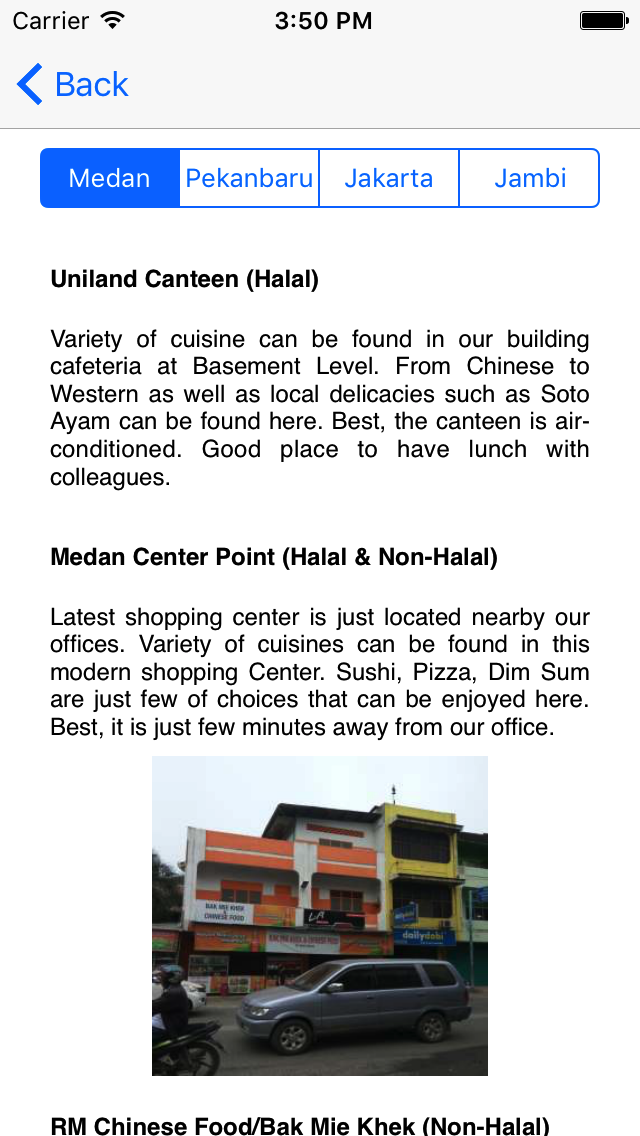 Carrier 3:50 PM
Back
Medan Pekanbaru Jakarta Jambi
Uniland Canteen (Halal)
Variety of cuisine can be found in our building
cafeteria at Basement Level. From Chinese to
Western as well as local delicacies such as Soto
Ayam can be found here. Best, the canteen is air-
conditioned. Good place to have lunch with
colleagues.
Medan Center Point (Halal & Non-Halal)
Latest shopping center is just located nearby our
offices. Variety of cuisines can be found in this
modern shopping Center. Sushi, Pizza, Dim Sum
are just few of choices that can be enjoyed here.
Best, it is just few minutes away from our office.
BAK MIE KHEK
CHINESE FOOD
BAK MIE KHEK & CHINESE FOOD
dailydobi
RM Chinese Food/Bak Mie Khek (Non-Halal)